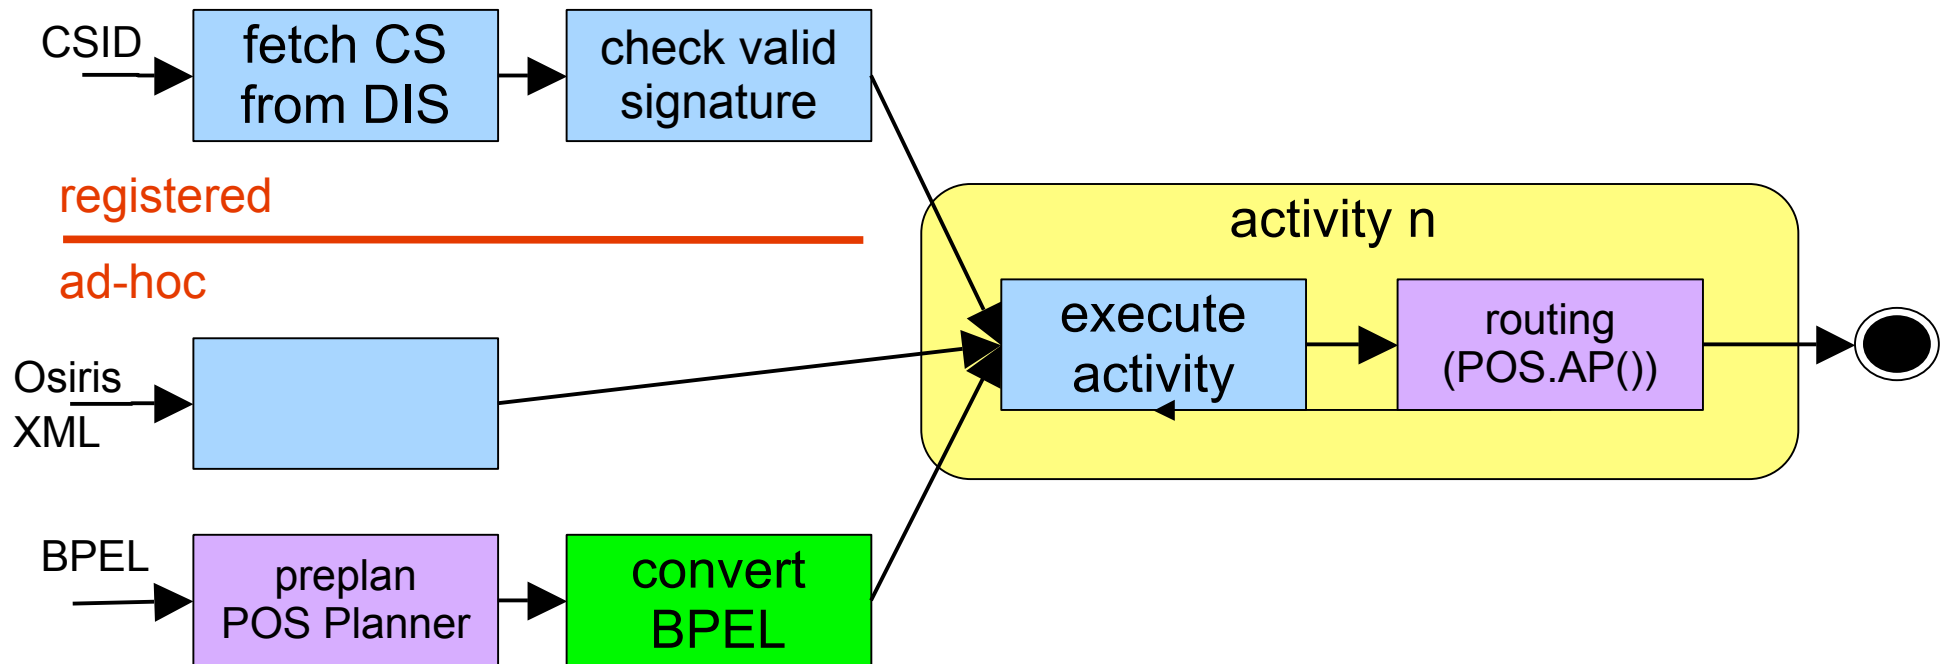 CSID
fetch CS
from DIS
check valid
signature
registered
ad-hoc
activity n
execute
activity
routing
(POS.AP())
Osiris
XML
BPEL
preplan
POS Planner
convert
BPEL